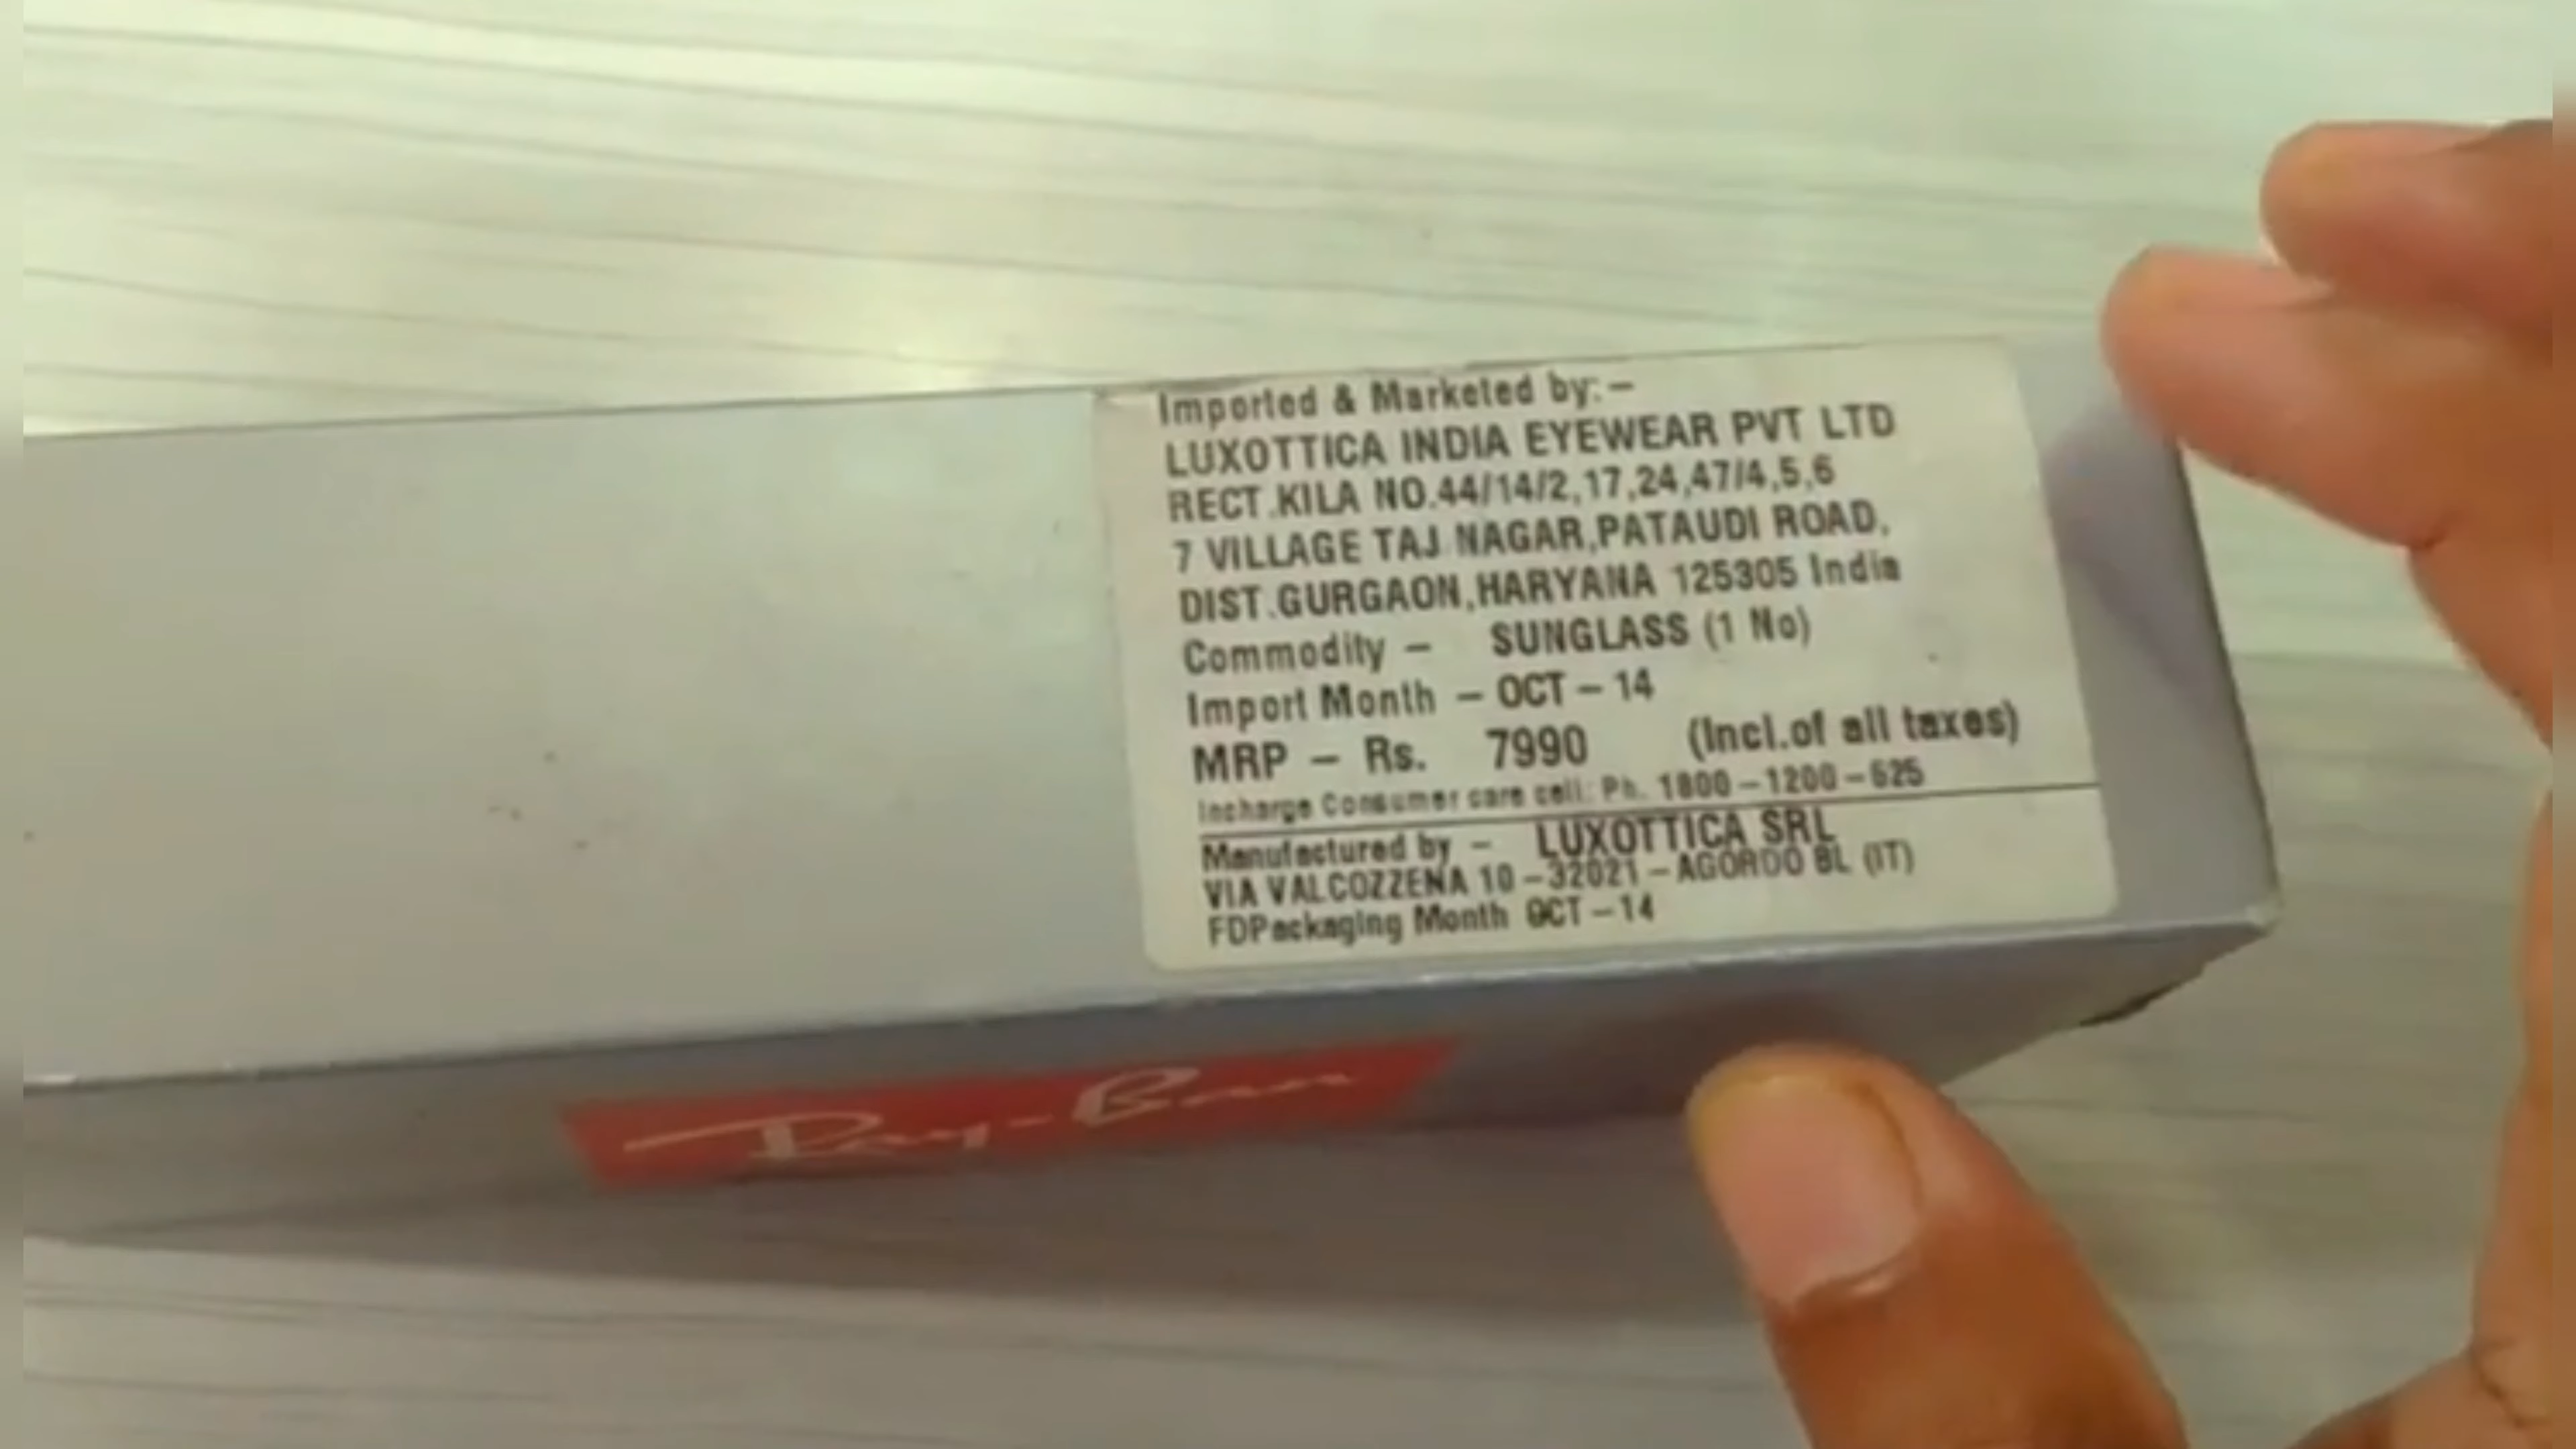 Imported & Marketed by:-
LUXOTTICA INDIA EYEWEAR PVT LTD
RECT.KILA NO.44/14/2,17,24,47/4,5,6
7 VILLAGE TAJ NAGAR,PATAUDI ROAD,
DIST.GURGAON,HARYANA 125305 India
Commodity - SUNGLASS (1 No)
Import Month - OCT - 14
MRP - Rs. 7990 (Incl.of all taxes)
Incharge Consumer care cell: Ph. 1800-1200-625
Manufactured by - LUXOTTICA SRL
VIA VALCOZZENA 10 -32021 - AGORDO BL (IT)
FDPackaging Month OCT -14
Ray-Ban